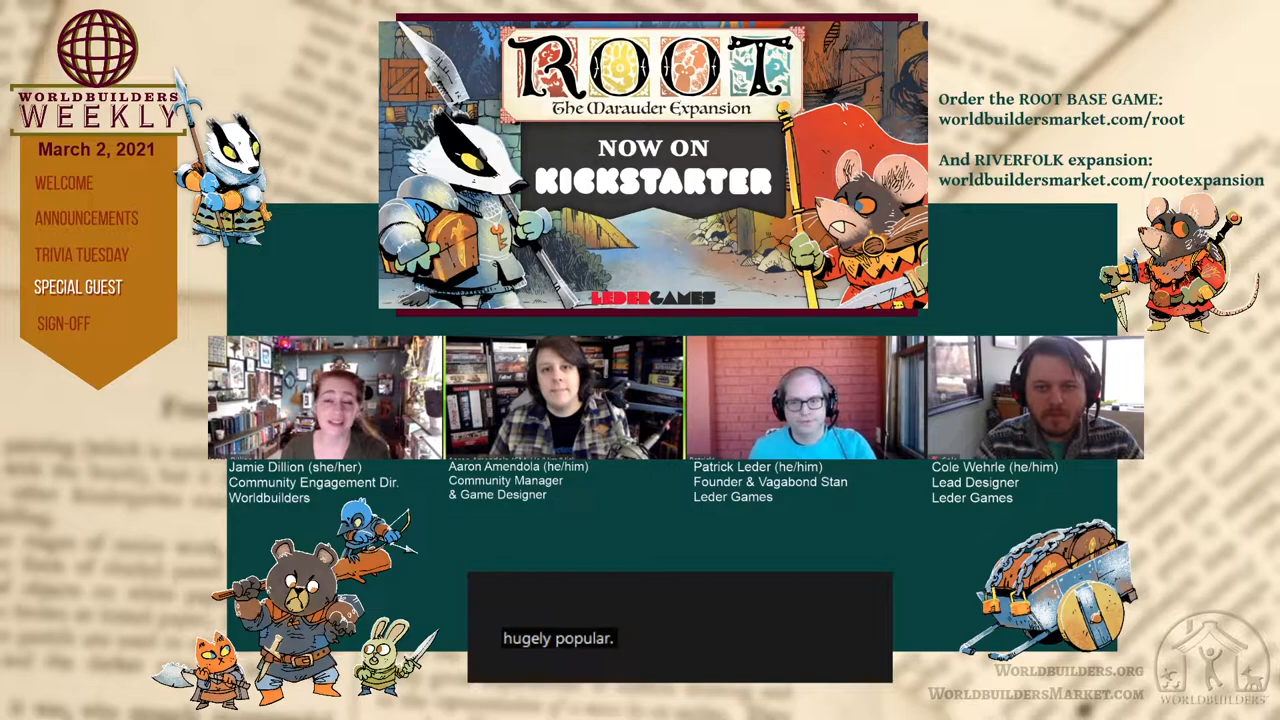 WORLDBUILDERS
WEEKLY
March 2, 2021
WELCOME
ANNOUNCEMENTS
TRIVIA TUESDAY
SPECIAL GUEST
SIGN-OFF
ROOT
The Marauder Expansion
NOW ON
KICKSTARTER
LEDERGAMES
Order the ROOT BASE GAME:
worldbuildersmarket.com/root
And RIVERFOLK expansion:
worldbuildersmarket.com/rootexpansion
Jamie Dillion (she/her)
Community Engagement Dir.
Worldbuilders
Aaron Amendola (he/him)
Community Manager
& Game Designer
Patrick Leder (he/him)
Founder & Vagabond Stan
Leder Games
Cole Wehrle (he/him)
Lead Designer
Leder Games
hugely popular.
WORLDBUILDERS.ORG
WORLDBUILDERSMARKET.COM
WORLDBUILDERS